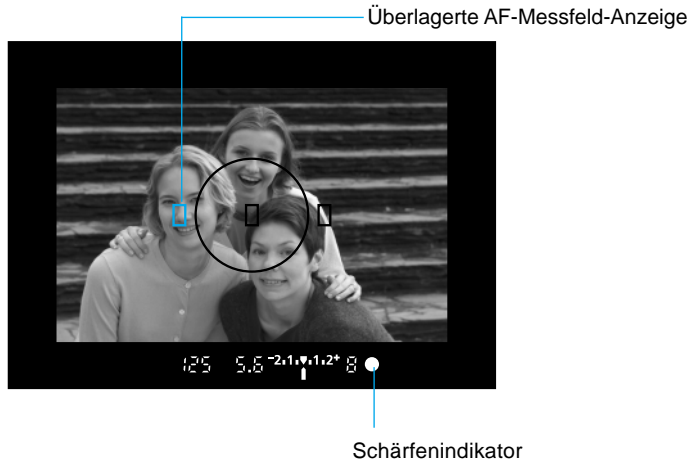 Überlagerte AF-Messfeld-Anzeige
125 5.6 -2.1.▼.1.2+ 8
Schärfenindikator